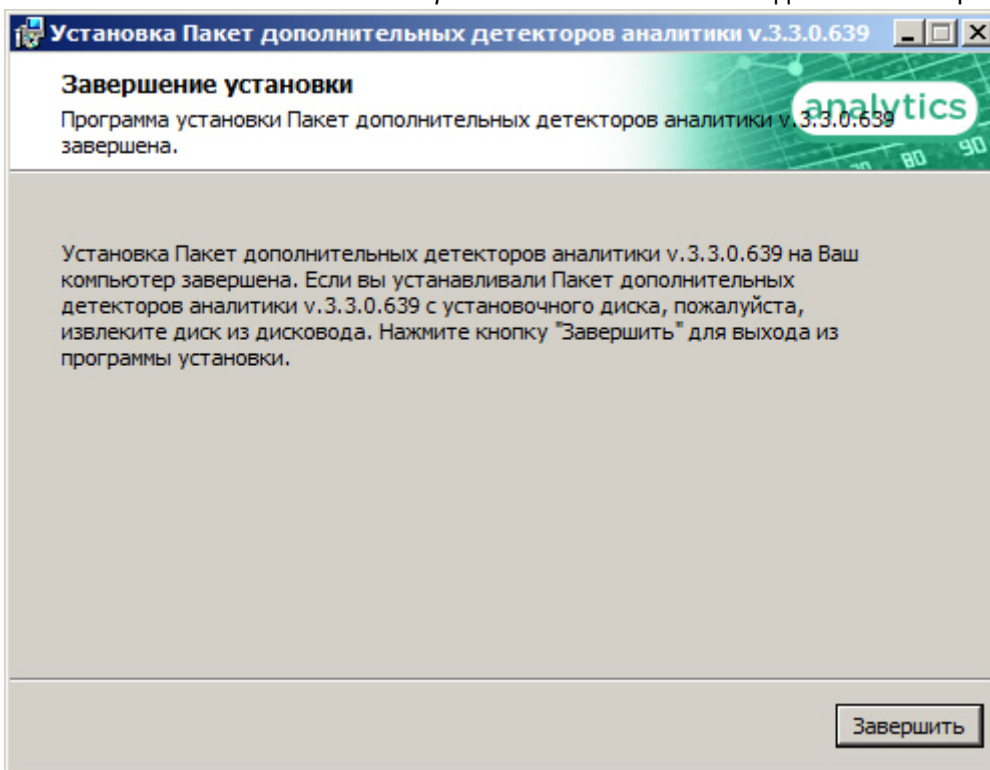 Установка Пакет дополнительных детекторов аналитики v.3.3.0.639
Завершение установки
Программа установки Пакет дополнительных детекторов аналитики v.3.3.0.639
завершена.
analytics
80 90
Установка Пакет дополнительных детекторов аналитики v.3.3.0.639 на Ваш
компьютер завершена. Если вы устанавливали Пакет дополнительных
детекторов аналитики v.3.3.0.639 с установочного диска, пожалуйста,
извлеките диск из дисковода. Нажмите кнопку "Завершить" для выхода из
программы установки.
Завершить